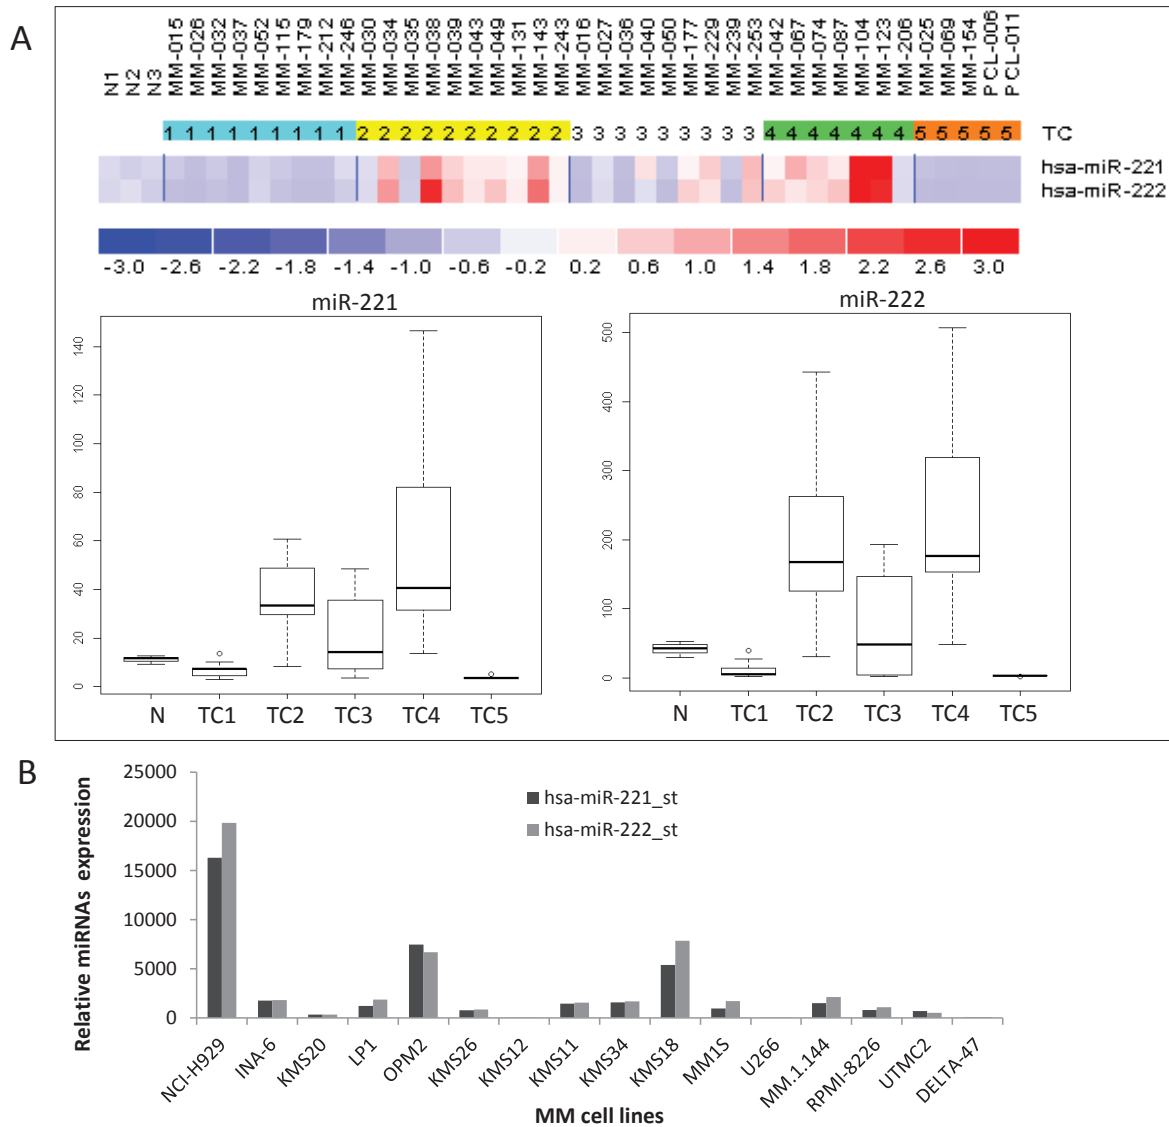 A
N1 N2 N3 MM-015 MM-026 MM-032 MM-037 MM-052 MM-115 MM-179 MM-212 MM-246 MM-030 MM-034 MM-035 MM-038 MM-039 MM-043 MM-049 MM-131 MM-143 MM-243 MM-016 MM-027 MM-036 MM-040 MM-050 MM-177 MM-229 MM-239 MM-253 MM-042 MM-067 MM-074 MM-087 MM-104 MM-123 MM-206 MM-025 MM-069 MM-154 PCL-006 PCL-011
1 1 1 1 1 1 1 1 1 2 2 2 2 2 2 2 2 2 2 3 3 3 3 3 3 3 3 3 4 4 4 4 4 4 4 5 5 5 5 5 TC
hsa-miR-221
hsa-miR-222
-3.0 -2.6 -2.2 -1.8 -1.4 -1.0 -0.6 -0.2 0.2 0.6 1.0 1.4 1.8 2.2 2.6 3.0
miR-221
140
120
100
80
60
40
20
0
N TC1 TC2 TC3 TC4 TC5
miR-222
500
400
300
200
100
0
N TC1 TC2 TC3 TC4 TC5
B
Relative miRNAs expression
25000
20000
15000
10000
5000
0
hsa-miR-221_st
hsa-miR-222_st
NCI-H929 INA-6 KMS20 LP1 OPM2 KMS26 KMS12 KMS11 KMS34 KMS18 MM1S U266 MM.1.144 RPMI-8226 UTMC2 DELTA-47
MM cell lines